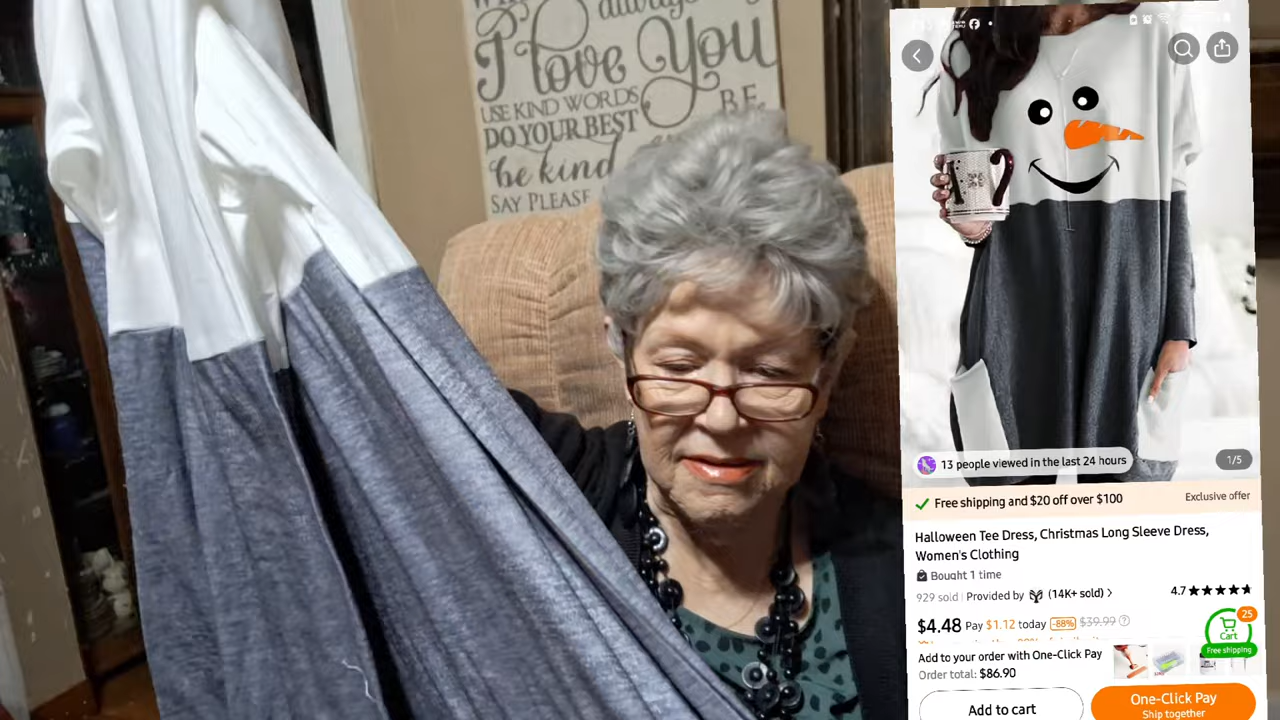 always
I love You
USE KIND WORDS
BE
DO YOUR BEST
be kind
SAY PLEASE
13 people viewed in the last 24 hours
1/5
Free shipping and $20 off over $100
Exclusive offer
Halloween Tee Dress, Christmas Long Sleeve Dress,
Women's Clothing
Bought 1 time
929 sold | Provided by (14K+ sold) >
4.7
$4.48 Pay $1.12 today -88% $39.99
25
Cart
Free shipping
Add to your order with One-Click Pay
Order total: $86.90
Add to cart
One-Click Pay
Ship together